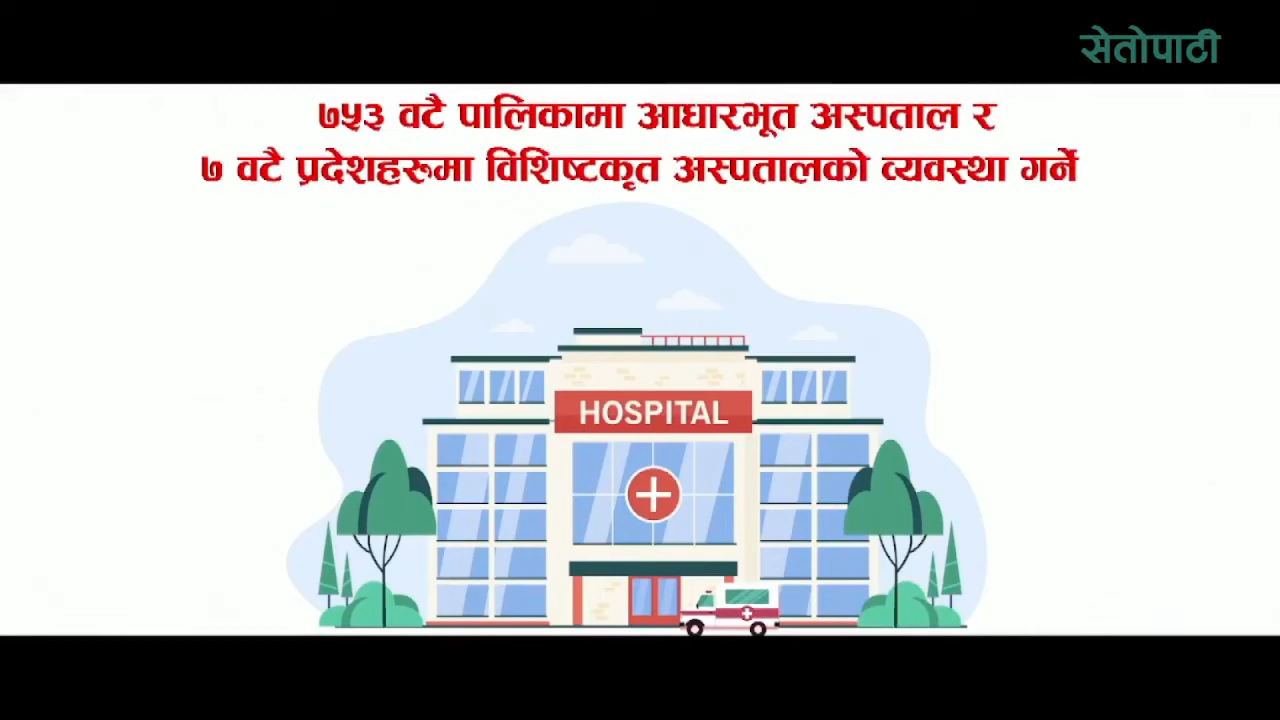 सेतोपाटी
७५३ वटै पालिकामा आधारभूत अस्पताल र
७ वटै प्रदेशहरुमा विशिष्टकृत अस्पतालको व्यवस्था गर्ने
HOSPITAL